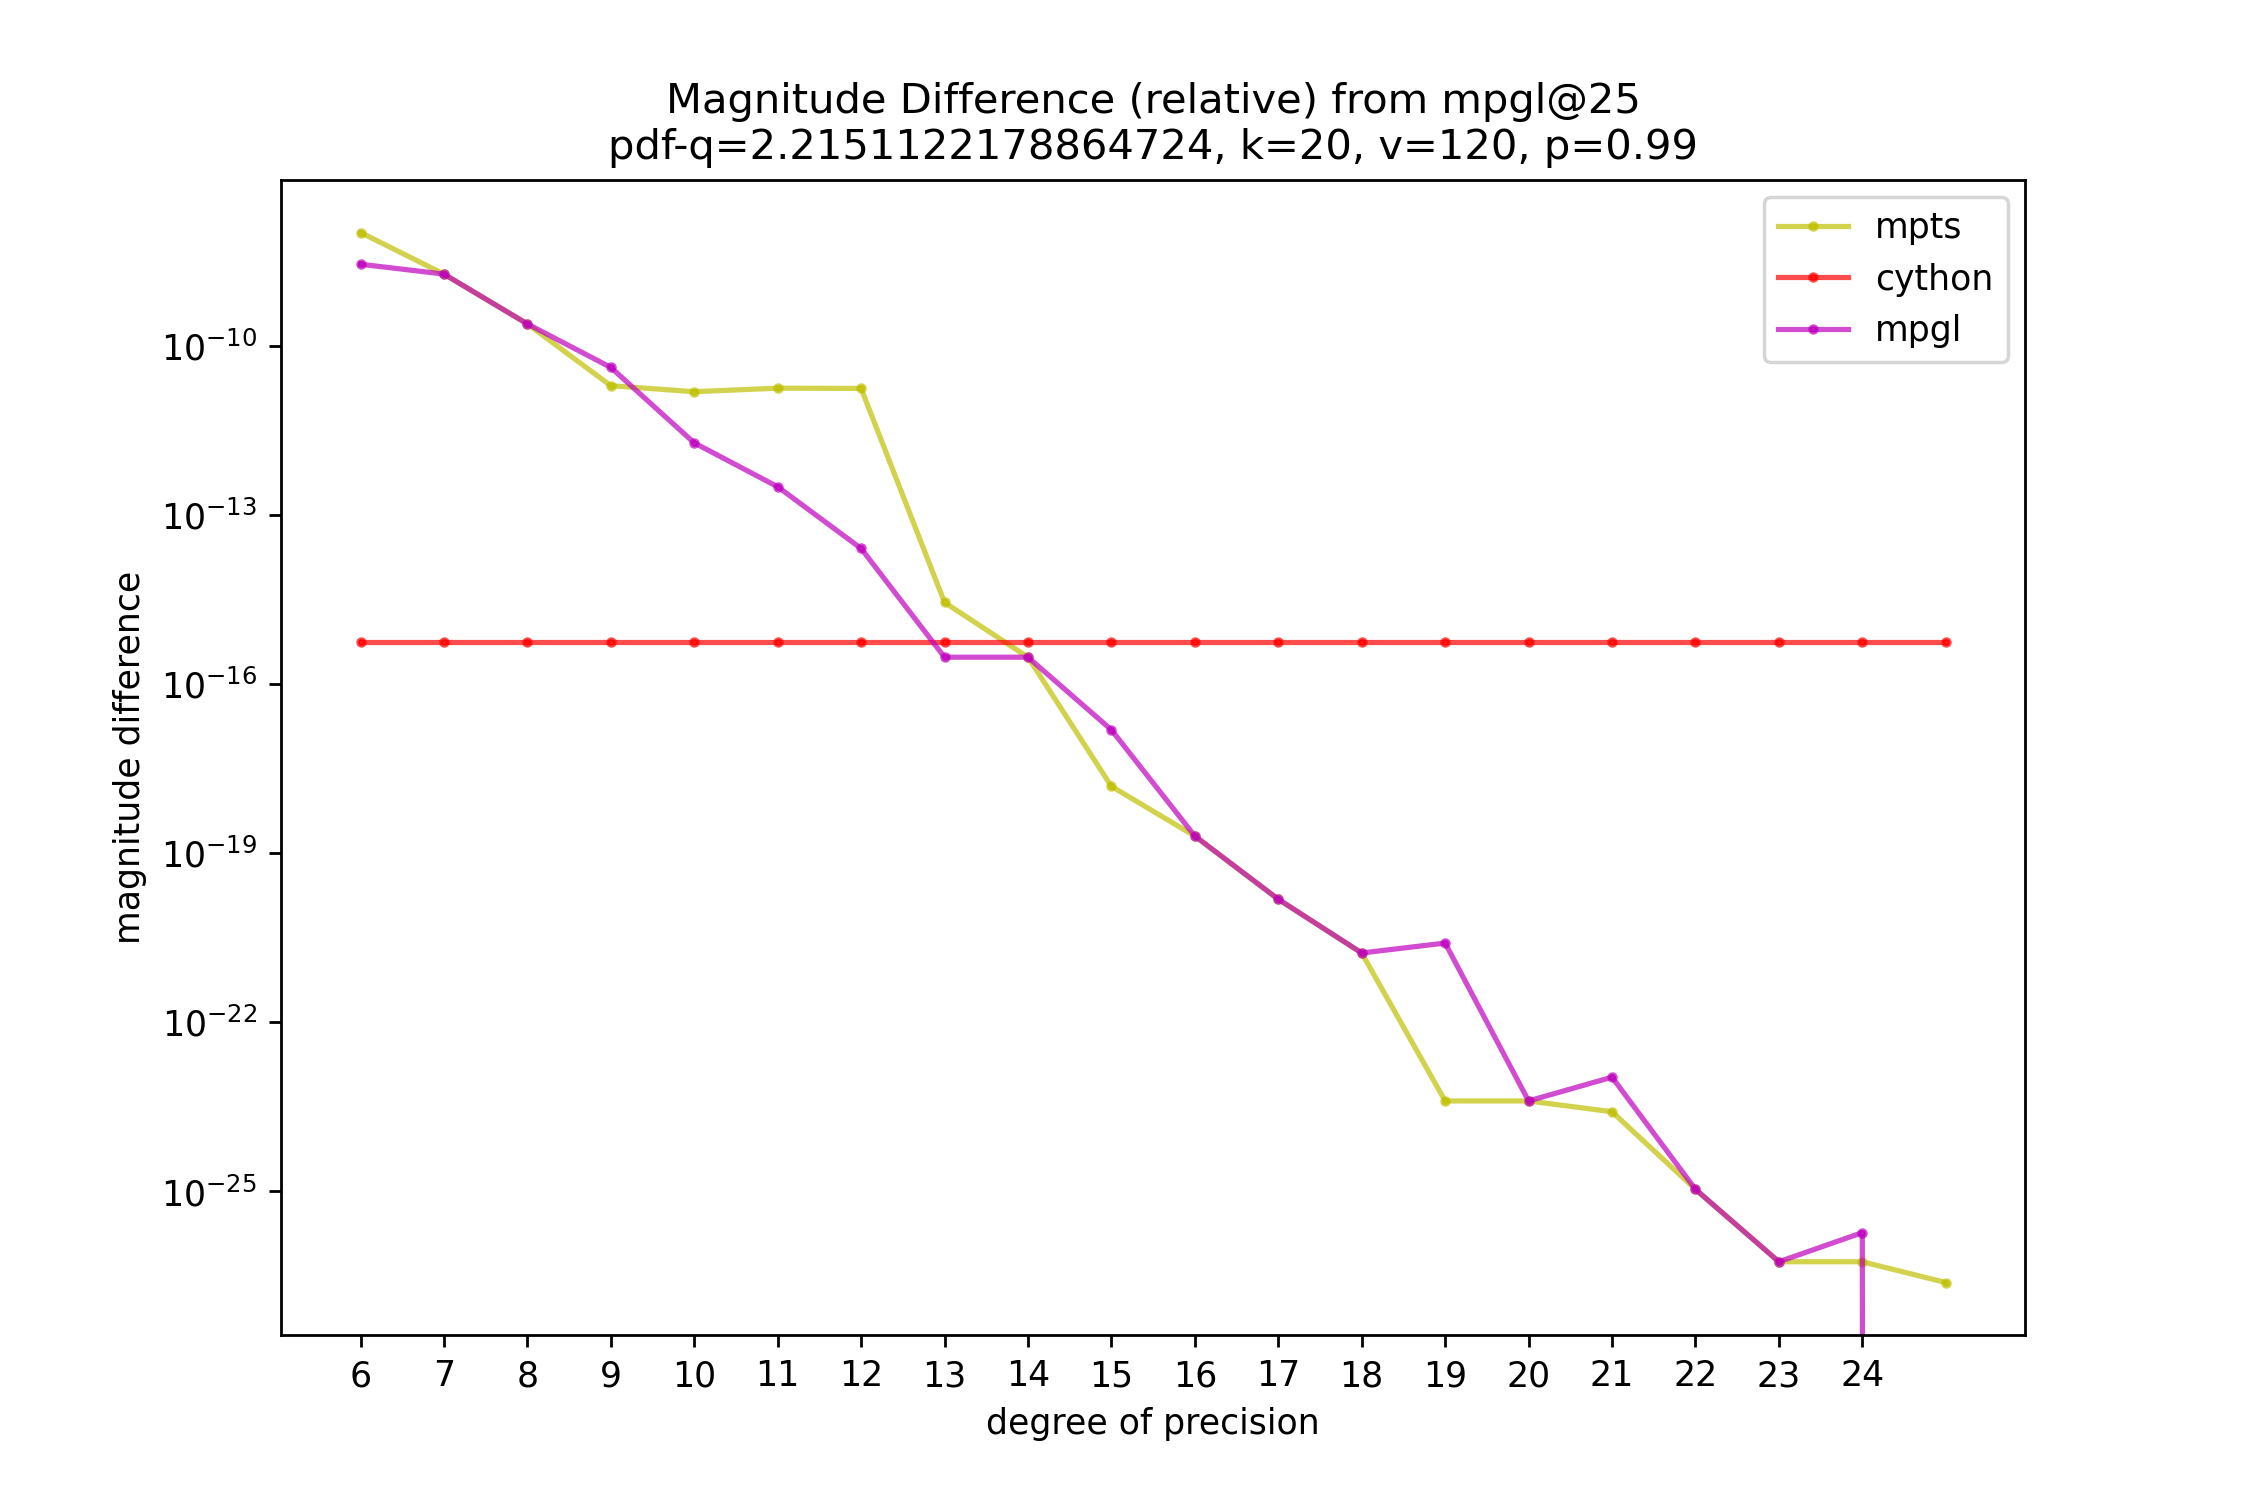 Magnitude Difference (relative) from mpgl@25
pdf-q=2.2151122178864724, k=20, v=120, p=0.99
mpts
cython
mpgl
magnitude difference
10⁻¹⁰
10⁻¹³
10⁻¹⁶
10⁻¹⁹
10⁻²²
10⁻²⁵
6 7 8 9 10 11 12 13 14 15 16 17 18 19 20 21 22 23 24
degree of precision